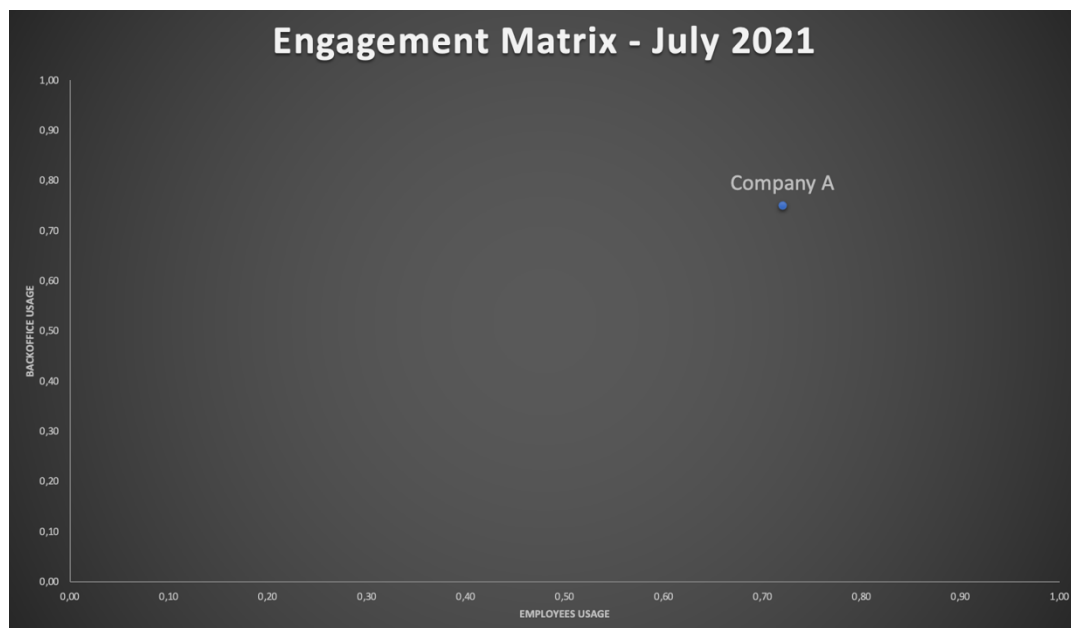 Engagement Matrix - July 2021
1,00
0,90
0,80
Company A
0,70
0,60
BACKOFFICE USAGE
0,50
0,40
0,30
0,20
0,10
0,00
0,00 0,10 0,20 0,30 0,40 0,50 0,60 0,70 0,80 0,90 1,00
EMPLOYEES USAGE